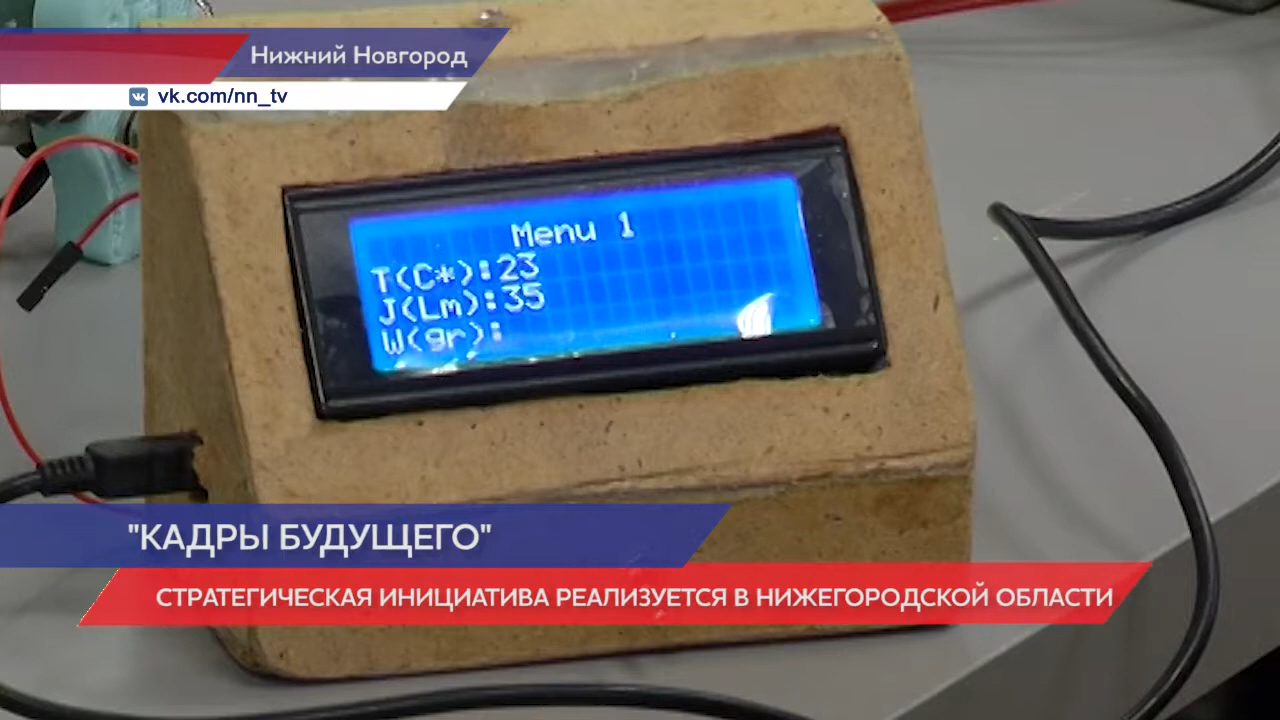 Нижний Новгород
vk.com/nn_tv
Menu 1
T(C*):23
J(Lm):35
W(gr):
"КАДРЫ БУДУЩЕГО"
СТРАТЕГИЧЕСКАЯ ИНИЦИАТИВА РЕАЛИЗУЕТСЯ В НИЖЕГОРОДСКОЙ ОБЛАСТИ